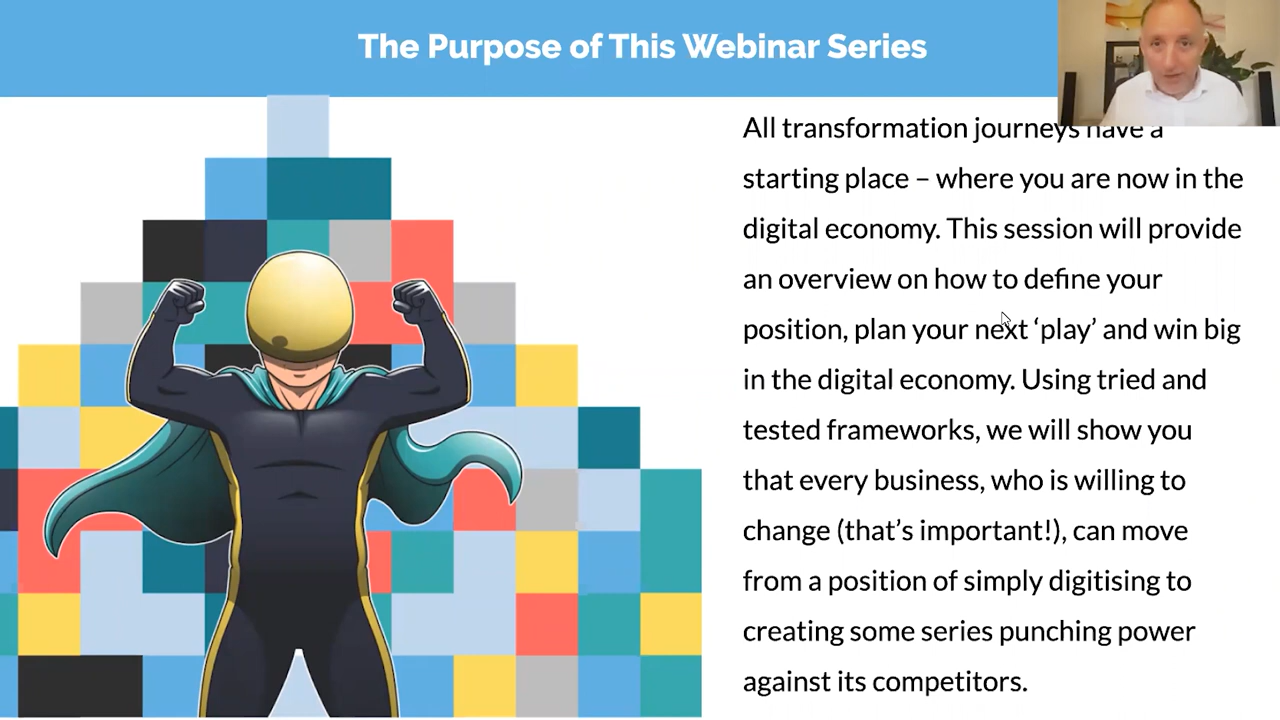 The Purpose of This Webinar Series
All transformation journeys have a
starting place – where you are now in the
digital economy. This session will provide
an overview on how to define your
position, plan your next ‘play’ and win big
in the digital economy. Using tried and
tested frameworks, we will show you
that every business, who is willing to
change (that’s important!), can move
from a position of simply digitising to
creating some series punching power
against its competitors.